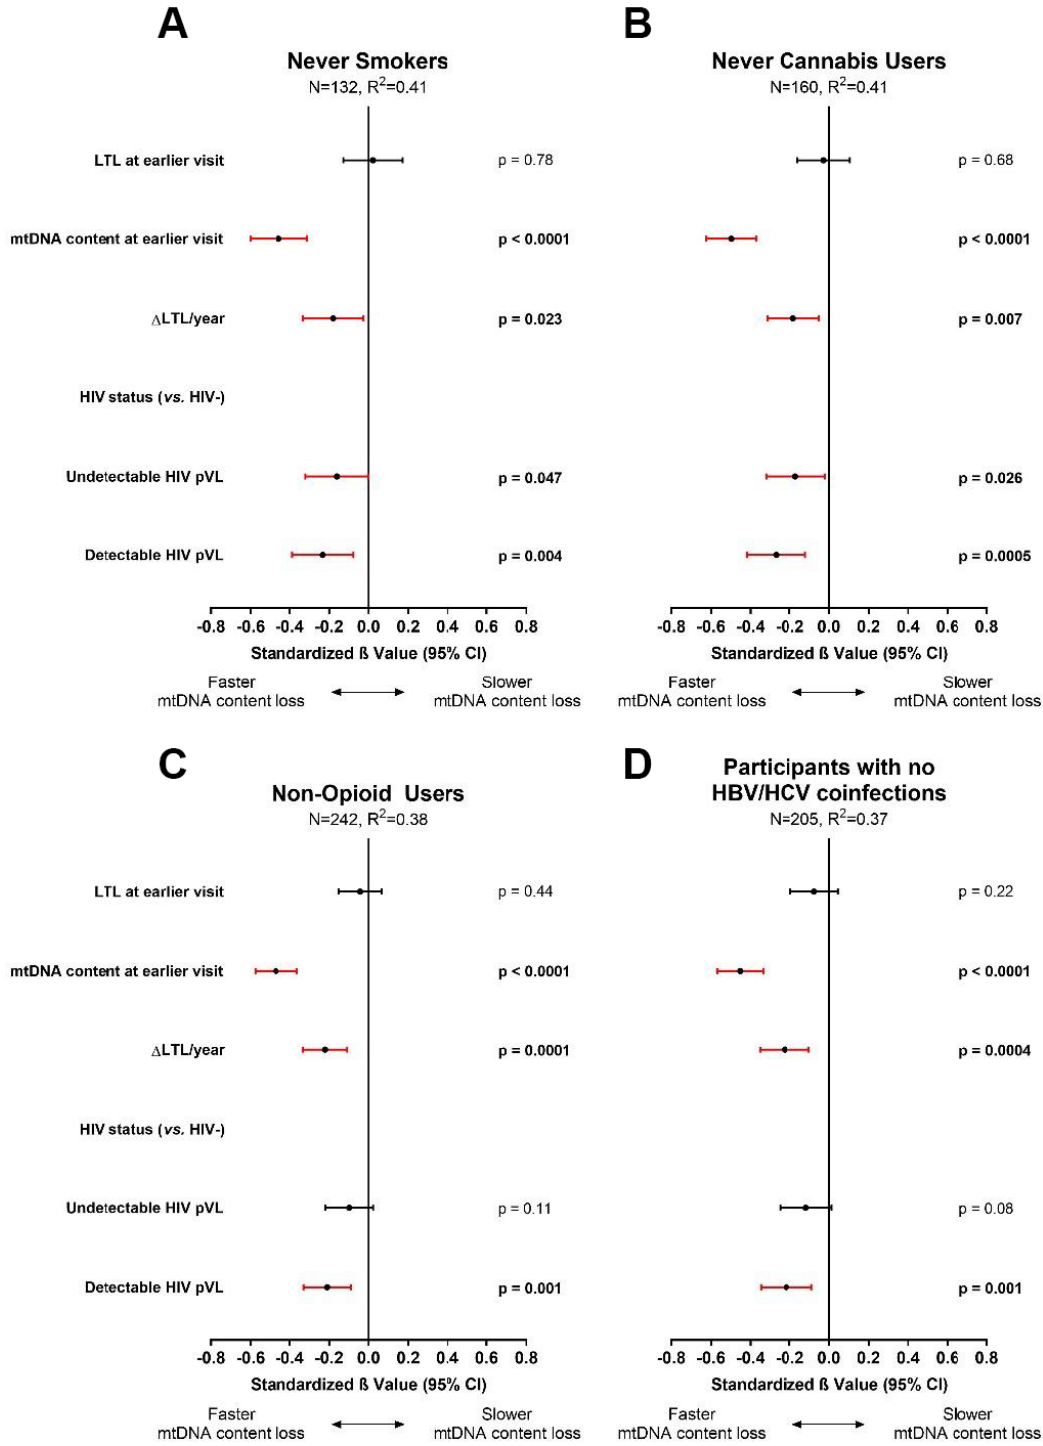 A
Never Smokers
N=132, R²=0.41
LTL at earlier visit
p = 0.78
mtDNA content at earlier visit
p < 0.0001
ΔLTL/year
p = 0.023
HIV status (vs. HIV-)
Undetectable HIV pVL
p = 0.047
Detectable HIV pVL
p = 0.004
-0.8 -0.6 -0.4 -0.2 0.0 0.2 0.4 0.6 0.8
Standardized ß Value (95% CI)
Faster
mtDNA content loss
Slower
mtDNA content loss
B
Never Cannabis Users
N=160, R²=0.41
p = 0.68
p < 0.0001
p = 0.007
p = 0.026
p = 0.0005
-0.8 -0.6 -0.4 -0.2 0.0 0.2 0.4 0.6 0.8
Standardized ß Value (95% CI)
Faster
mtDNA content loss
Slower
mtDNA content loss
C
Non-Opioid Users
N=242, R²=0.38
LTL at earlier visit
p = 0.44
mtDNA content at earlier visit
p < 0.0001
ΔLTL/year
p = 0.0001
HIV status (vs. HIV-)
Undetectable HIV pVL
p = 0.11
Detectable HIV pVL
p = 0.001
-0.8 -0.6 -0.4 -0.2 0.0 0.2 0.4 0.6 0.8
Standardized ß Value (95% CI)
Faster
mtDNA content loss
Slower
mtDNA content loss
D
Participants with no
HBV/HCV coinfections
N=205, R²=0.37
p = 0.22
p < 0.0001
p = 0.0004
p = 0.08
p = 0.001
-0.8 -0.6 -0.4 -0.2 0.0 0.2 0.4 0.6 0.8
Standardized ß Value (95% CI)
Faster
mtDNA content loss
Slower
mtDNA content loss